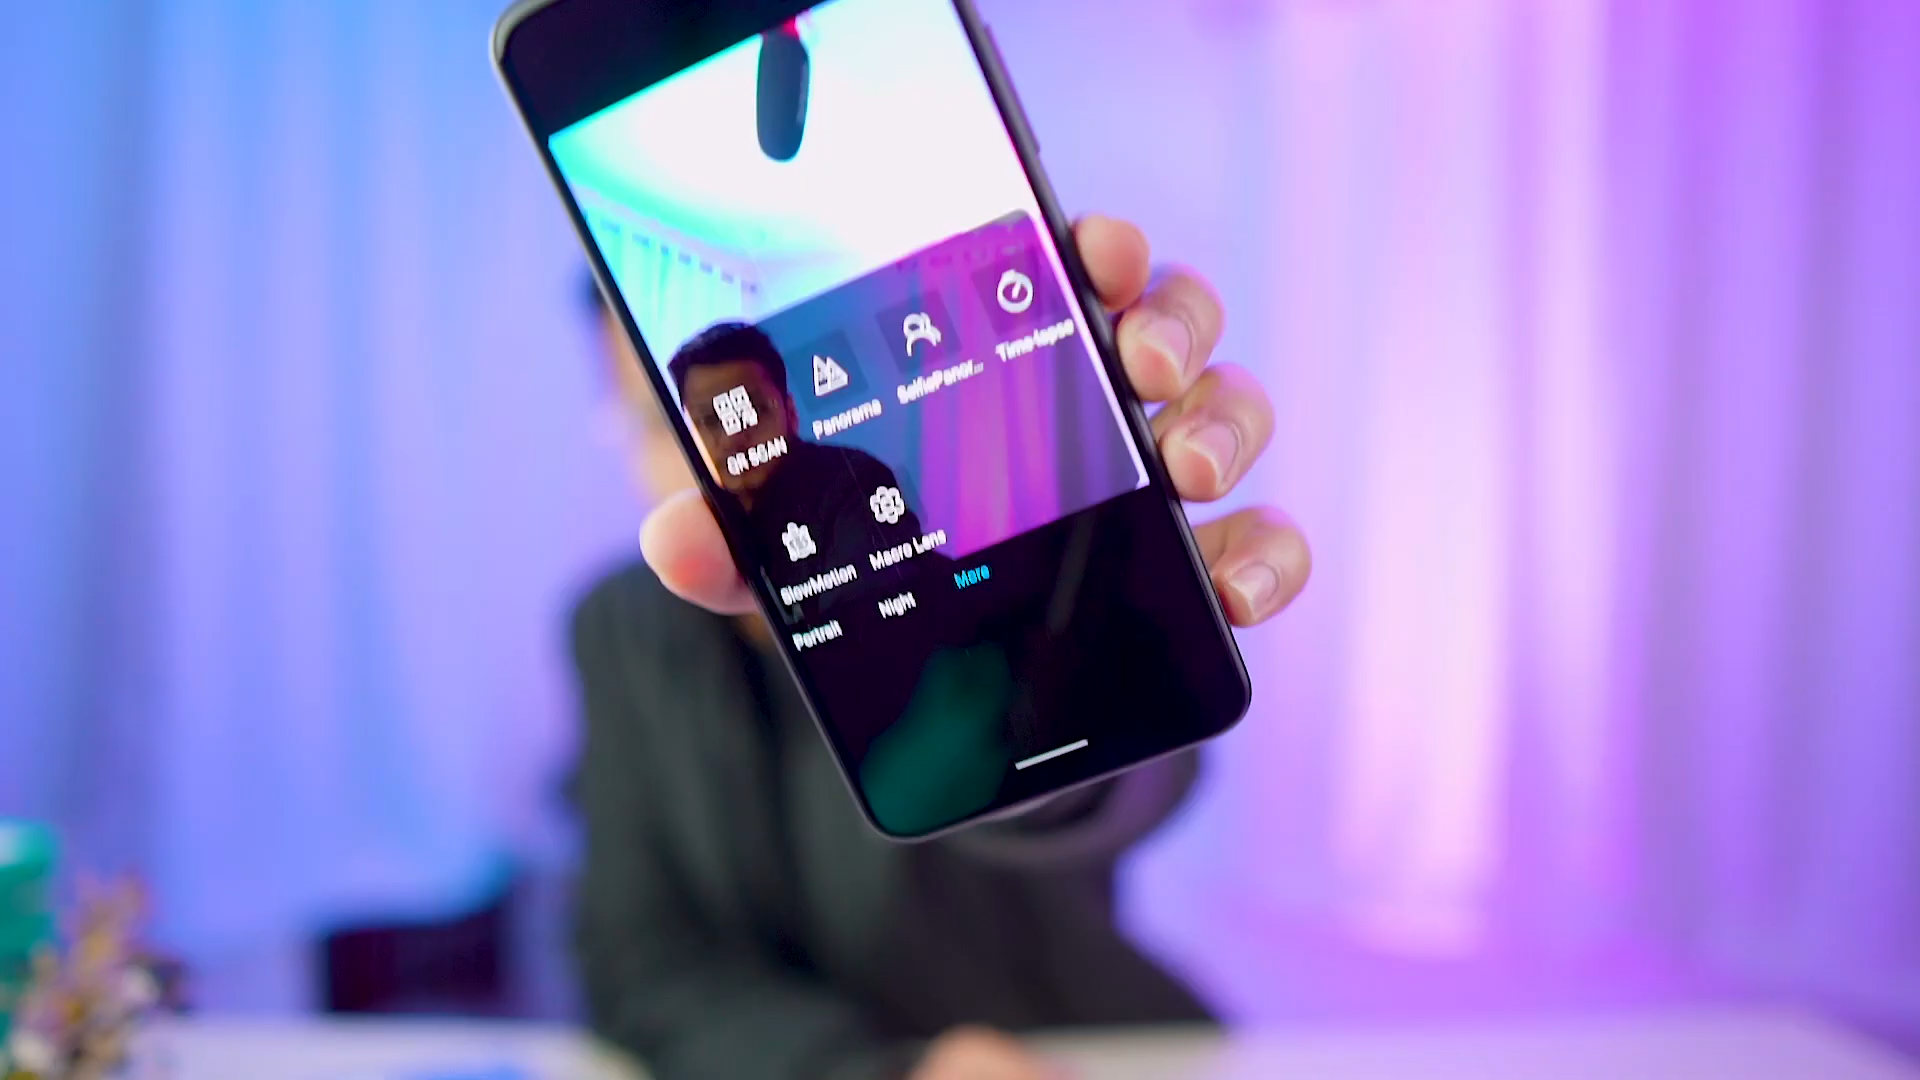 QR SCAN
Panorama
SelfiePanor...
Time-lapse
SlowMotion
Macro Lens
Portrait
Night
More